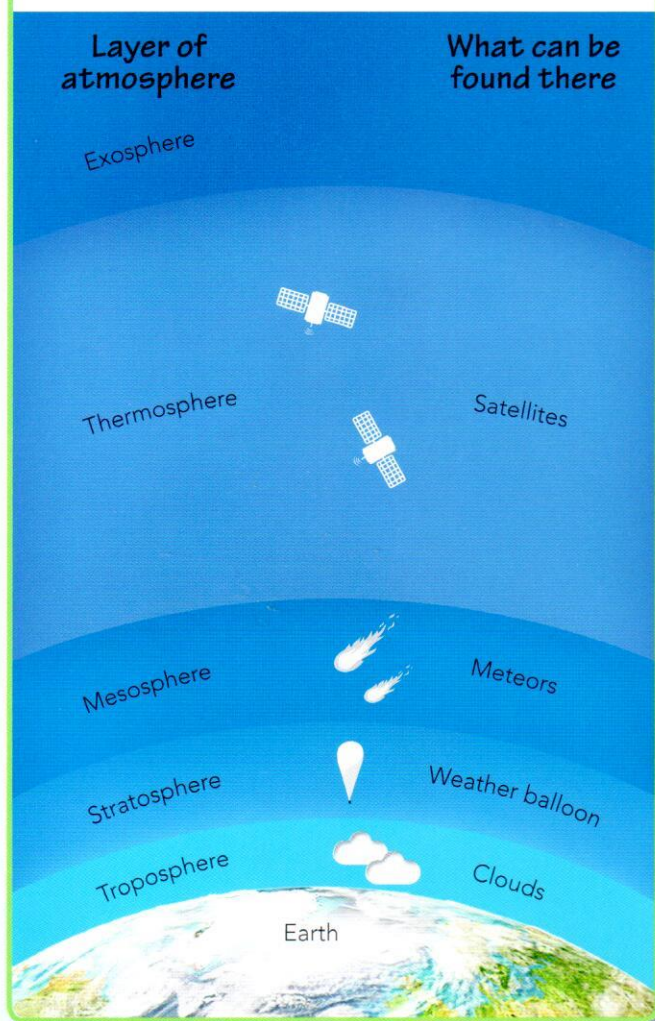 Layer of
atmosphere
What can be
found there
Exosphere
Thermosphere
Satellites
Mesosphere
Meteors
Stratosphere
Weather balloon
Troposphere
Clouds
Earth